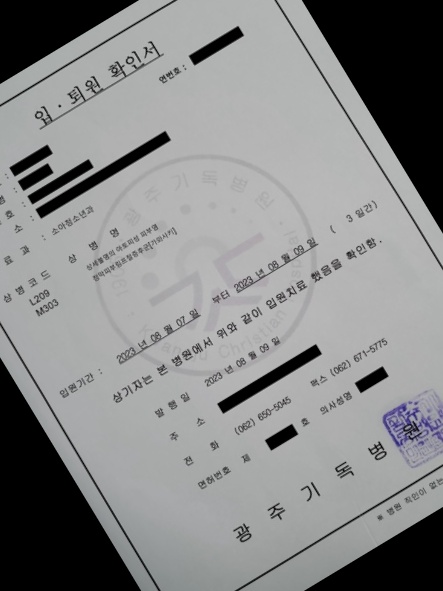 입 · 퇴원 확인서
연번호 :
호 :
소 :
료 과 : 소아청소년과
상 병 코 드 상 병 명
L209 상세불명의 아토피성 피부염
M303 점막피부림프절증후군[가와사키]
입원기간 : 2023 년 08 월 07 일 부터 2023 년 08 월 09 일 ( 3 일간)
상기자는 본 병원에서 위와 같이 입원치료 했음을 확인함.
발 행 일 2023 년 08 월 09 일
주 소
전 화 (062) 650-5045 팩스 (062) 671-5775
면허번호 제 호 의사성명
광 주 기 독 병 원
※ 병원 직인이 없는
광주기독병원
Christian